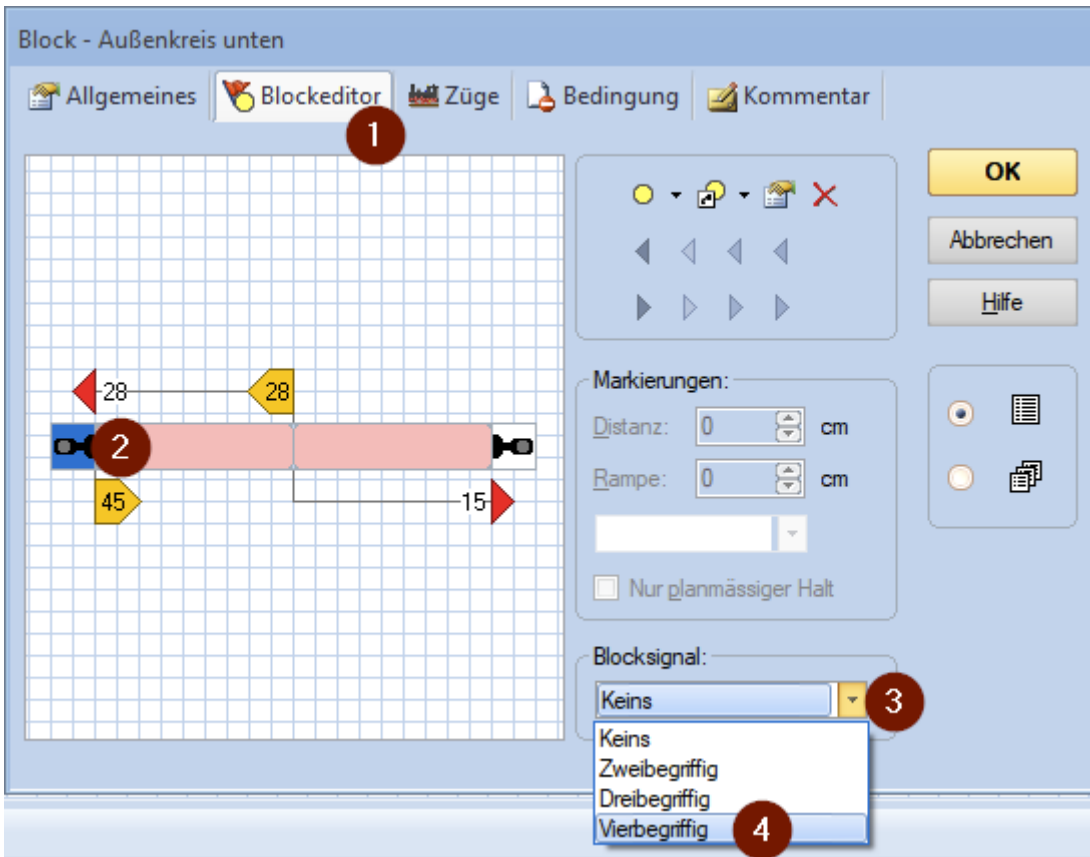 Block - Außenkreis unten
Allgemeines Blockeditor Züge Bedingung Kommentar
1
OK
Abbrechen
Hilfe
28 28
2
45 15
Markierungen:
Distanz: 0 cm
Rampe: 0 cm
Nur planmässiger Halt
Blocksignal:
Keins 3
Keins
Zweibegriffig
Dreibegriffig
Vierbegriffig 4